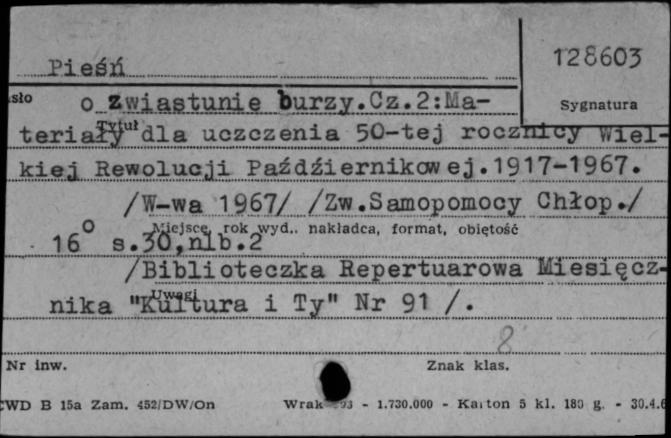 128603
Pieśń
sło
o zwiastunie burzy.Cz.2:Ma-
Sygnatura
Tytuł
teriały dla uczczenia 50-tej rocznicy Wiel-
kiej Rewolucji Październikowej.1917-1967.
/W-wa 1967/ /Zw.Samopomocy Chłop./
Miejsce, rok wyd., nakładca, format, objętość
16° s.30,nlb.2
/Biblioteczka Repertuarowa Miesięcz-
Uwagi
nika "Kultura i Ty" Nr 91 /.
8
Nr inw.
Znak klas.
CWD B 15a Zam. 452/DW/On
Wrak - 1.730.000 - Karton 5 kl. 180 g. - 30.4.6